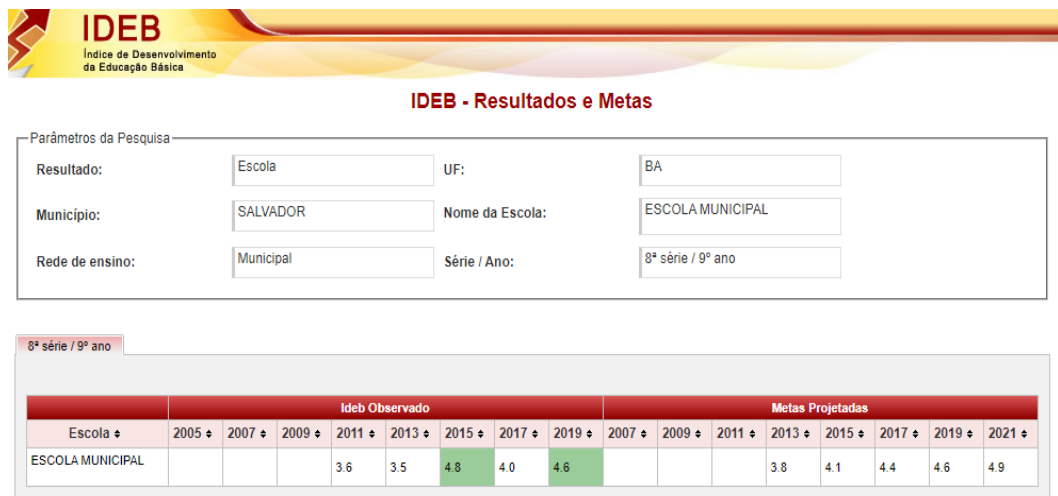 IDEB
Índice de Desenvolvimento
da Educação Básica
IDEB - Resultados e Metas
Parâmetros da Pesquisa
Resultado: Escola UF: BA
Município: SALVADOR Nome da Escola: ESCOLA MUNICIPAL
Rede de ensino: Municipal Série / Ano: 8ª série / 9º ano
8ª série / 9º ano
Ideb Observado Metas Projetadas
Escola 2005 2007 2009 2011 2013 2015 2017 2019 2007 2009 2011 2013 2015 2017 2019 2021
ESCOLA MUNICIPAL 3.6 3.5 4.8 4.0 4.6 3.8 4.1 4.4 4.6 4.9